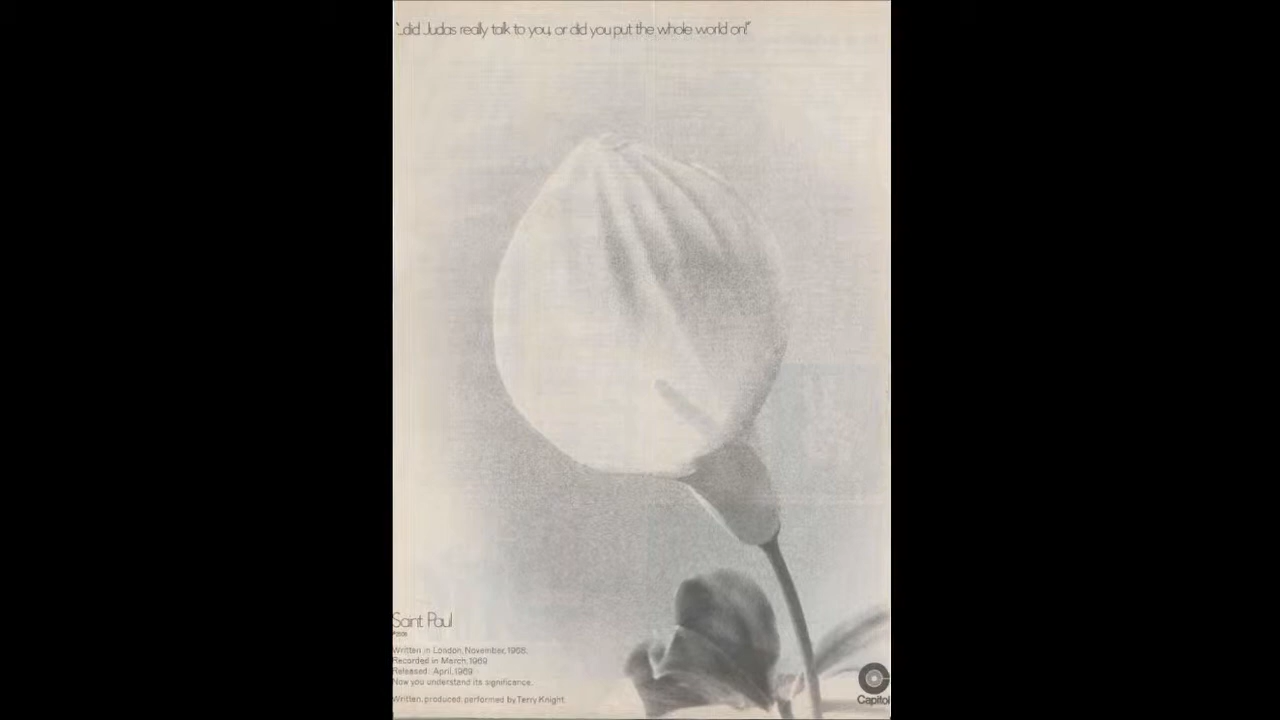 "...did Judas really talk to you, or did you put the whole world on?"
Saint Paul
Written in London, November, 1968.
Recorded in March, 1969
Released: April, 1969
Now you understand its significance.
Written, produced, performed by Terry Knight.
Capitol